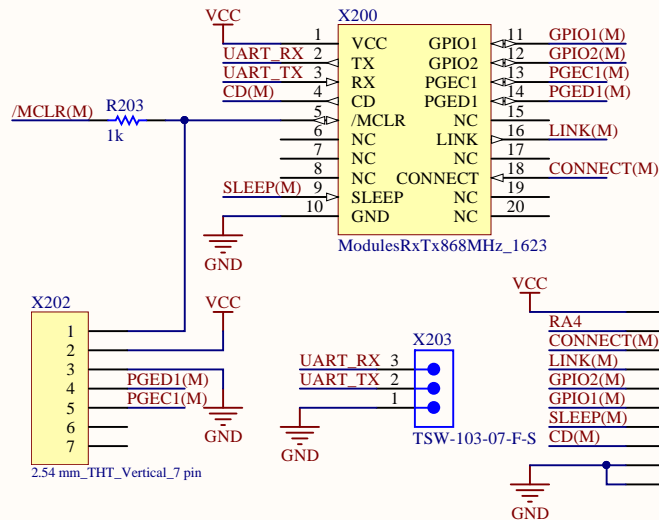 VCC
X200
1 VCC GPIO1 11 GPIO1(M)
UART_RX 2 TX GPIO2 12 GPIO2(M)
UART_TX 3 RX PGEC1 13 PGEC1(M)
CD(M) 4 CD PGED1 14 PGED1(M)
/MCLR(M) R203 5 /MCLR NC 15
1k
6 NC LINK 16 LINK(M)
7 NC NC 17
8 NC CONNECT 18 CONNECT(M)
SLEEP(M) 9 SLEEP NC 19
10 GND NC 20
GND
ModulesRxTx868MHz_1623
X202
VCC
1
2
3
4 PGED1(M)
5 PGEC1(M)
6
7
GND
2.54 mm_THT_Vertical_7 pin
X203
UART_RX 3
UART_TX 2
1
GND
TSW-103-07-F-S
VCC
RA4
CONNECT(M)
LINK(M)
GPIO2(M)
GPIO1(M)
SLEEP(M)
CD(M)
GND